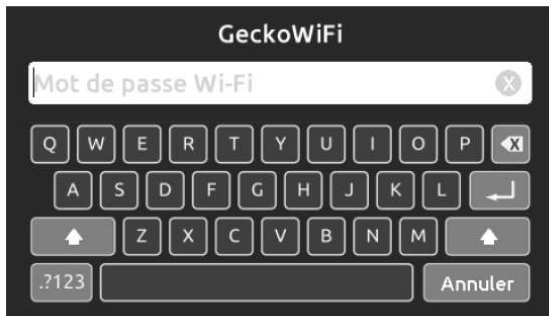 GeckoWiFi
Mot de passe Wi-Fi
Q W E R T Y U I O P
A S D F G H J K L
Z X C V B N M
.?123 Annuler